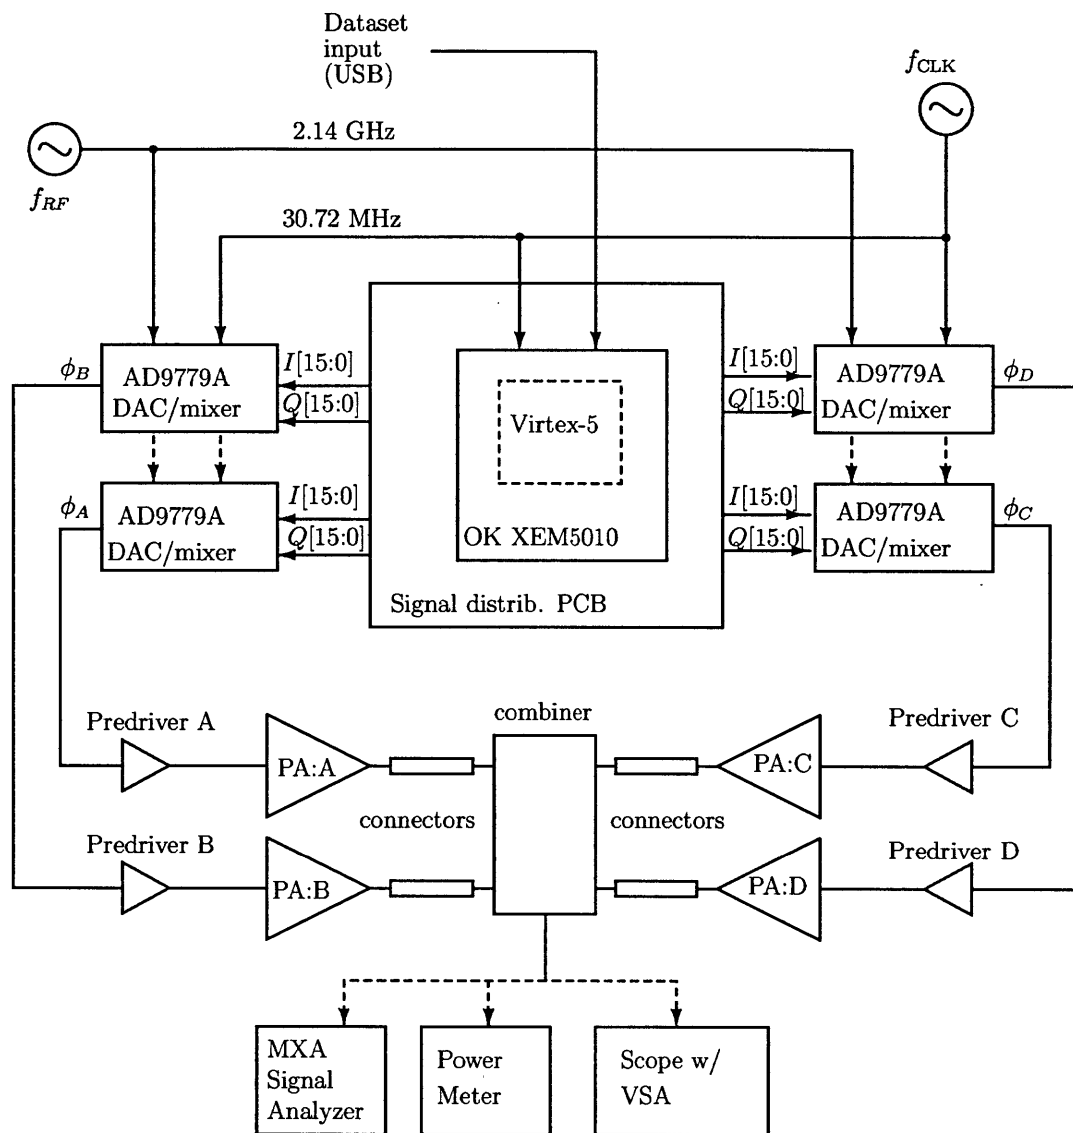 Dataset
input
(USB)
f_CLK
2.14 GHz
f_RF
30.72 MHz
ϕ_B
AD9779A
DAC/mixer
I[15:0]
Q[15:0]
Virtex-5
I[15:0]
Q[15:0]
AD9779A
DAC/mixer
ϕ_D
ϕ_A
AD9779A
DAC/mixer
I[15:0]
Q[15:0]
OK XEM5010
I[15:0]
Q[15:0]
AD9779A
DAC/mixer
ϕ_C
Signal distrib. PCB
Predriver A
PA:A
combiner
PA:C
Predriver C
connectors
connectors
Predriver B
PA:B
PA:D
Predriver D
MXA
Signal
Analyzer
Power
Meter
Scope w/
VSA